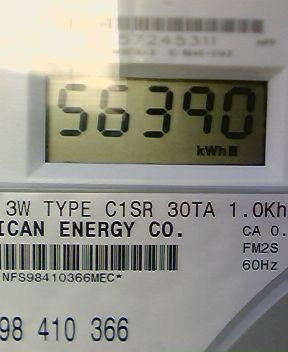 57245311
56390
kWh
3W TYPE C1SR 30TA 1.0Kh
ICAN ENERGY CO.
CA 0.
FM2S
60Hz
NFS98410366MEC*
98 410 366